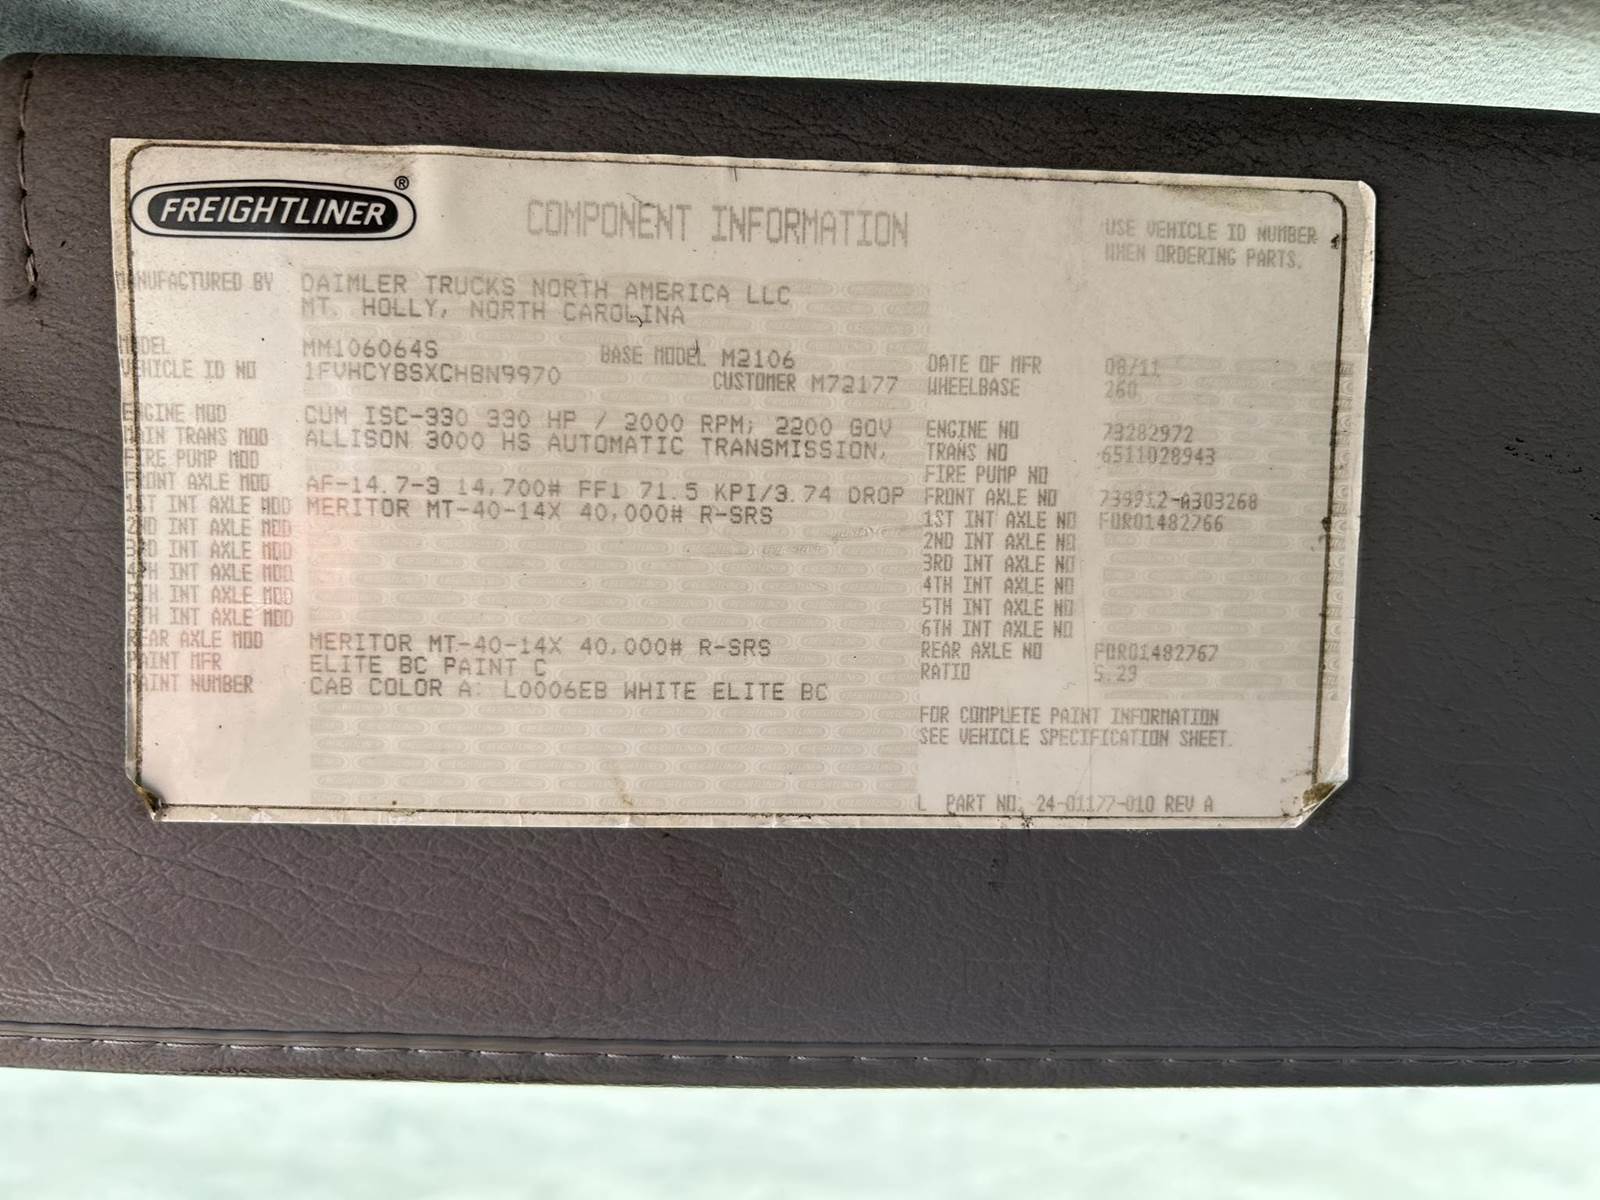 FREIGHTLINER®
COMPONENT INFORMATION
USE VEHICLE ID NUMBER
WHEN ORDERING PARTS.
MANUFACTURED BY DAIMLER TRUCKS NORTH AMERICA LLC
MT. HOLLY, NORTH CAROLINA
MODEL MM106064S BASE MODEL M2106 DATE OF MFR 08/11
VEHICLE ID NO 1FVHCYBSXCHBN9970 CUSTOMER M72177 WHEELBASE 260
ENGINE MOD CUM ISC-330 330 HP / 2000 RPM; 2200 GOV ENGINE NO 73282972
MAIN TRANS MOD ALLISON 3000 HS AUTOMATIC TRANSMISSION, TRANS NO 6511028943
FIRE PUMP MOD FIRE PUMP NO
FRONT AXLE MOD AF-14.7-3 14,700# FF1 71.5 KPI/3.74 DROP FRONT AXLE NO 739912-A303268
1ST INT AXLE MOD MERITOR MT-40-14X 40,000# R-SRS 1ST INT AXLE NO FOR01482766
2ND INT AXLE MOD 2ND INT AXLE NO
3RD INT AXLE MOD 3RD INT AXLE NO
4TH INT AXLE MOD 4TH INT AXLE NO
5TH INT AXLE MOD 5TH INT AXLE NO
6TH INT AXLE MOD 6TH INT AXLE NO
REAR AXLE MOD MERITOR MT-40-14X 40,000# R-SRS REAR AXLE NO FOR01482767
PAINT MFR ELITE BC PAINT C RATIO 5.29
PAINT NUMBER CAB COLOR A: L0006EB WHITE ELITE BC
FOR COMPLETE PAINT INFORMATION
SEE VEHICLE SPECIFICATION SHEET.
L PART NO. 24-01177-010 REV A